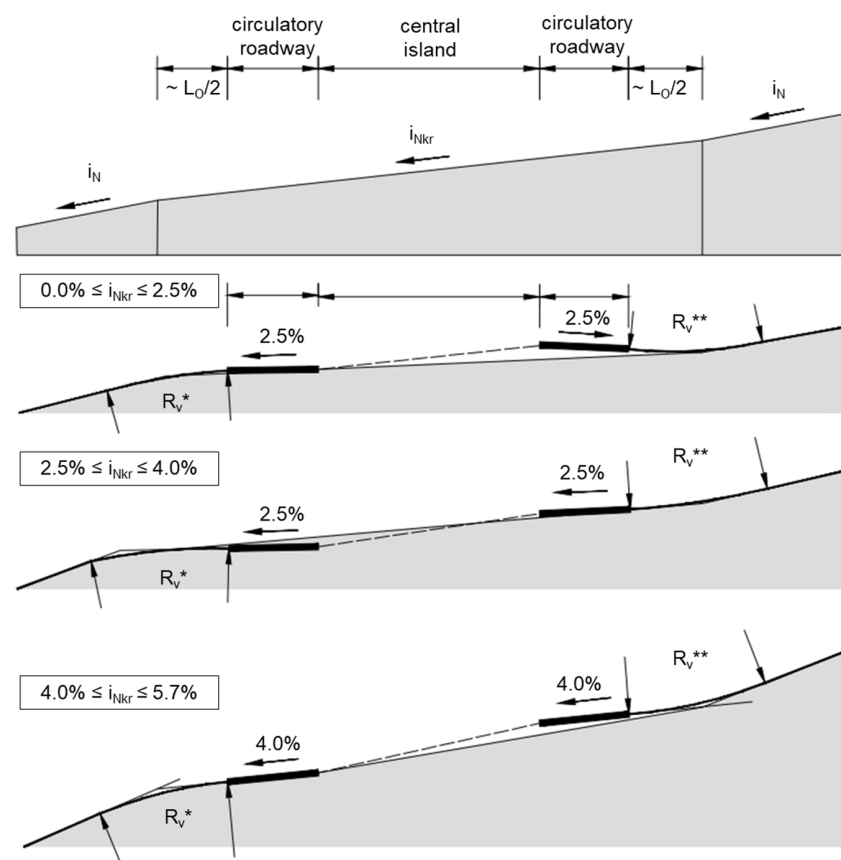 circulatory
roadway
central
island
circulatory
roadway
~ L₀/2
~ L₀/2
i_N
i_Nkr
i_N
0.0% ≤ i_Nkr ≤ 2.5%
2.5%
2.5%
R_v**
R_v*
2.5% ≤ i_Nkr ≤ 4.0%
2.5%
2.5%
R_v**
R_v*
4.0% ≤ i_Nkr ≤ 5.7%
4.0%
4.0%
R_v**
R_v*